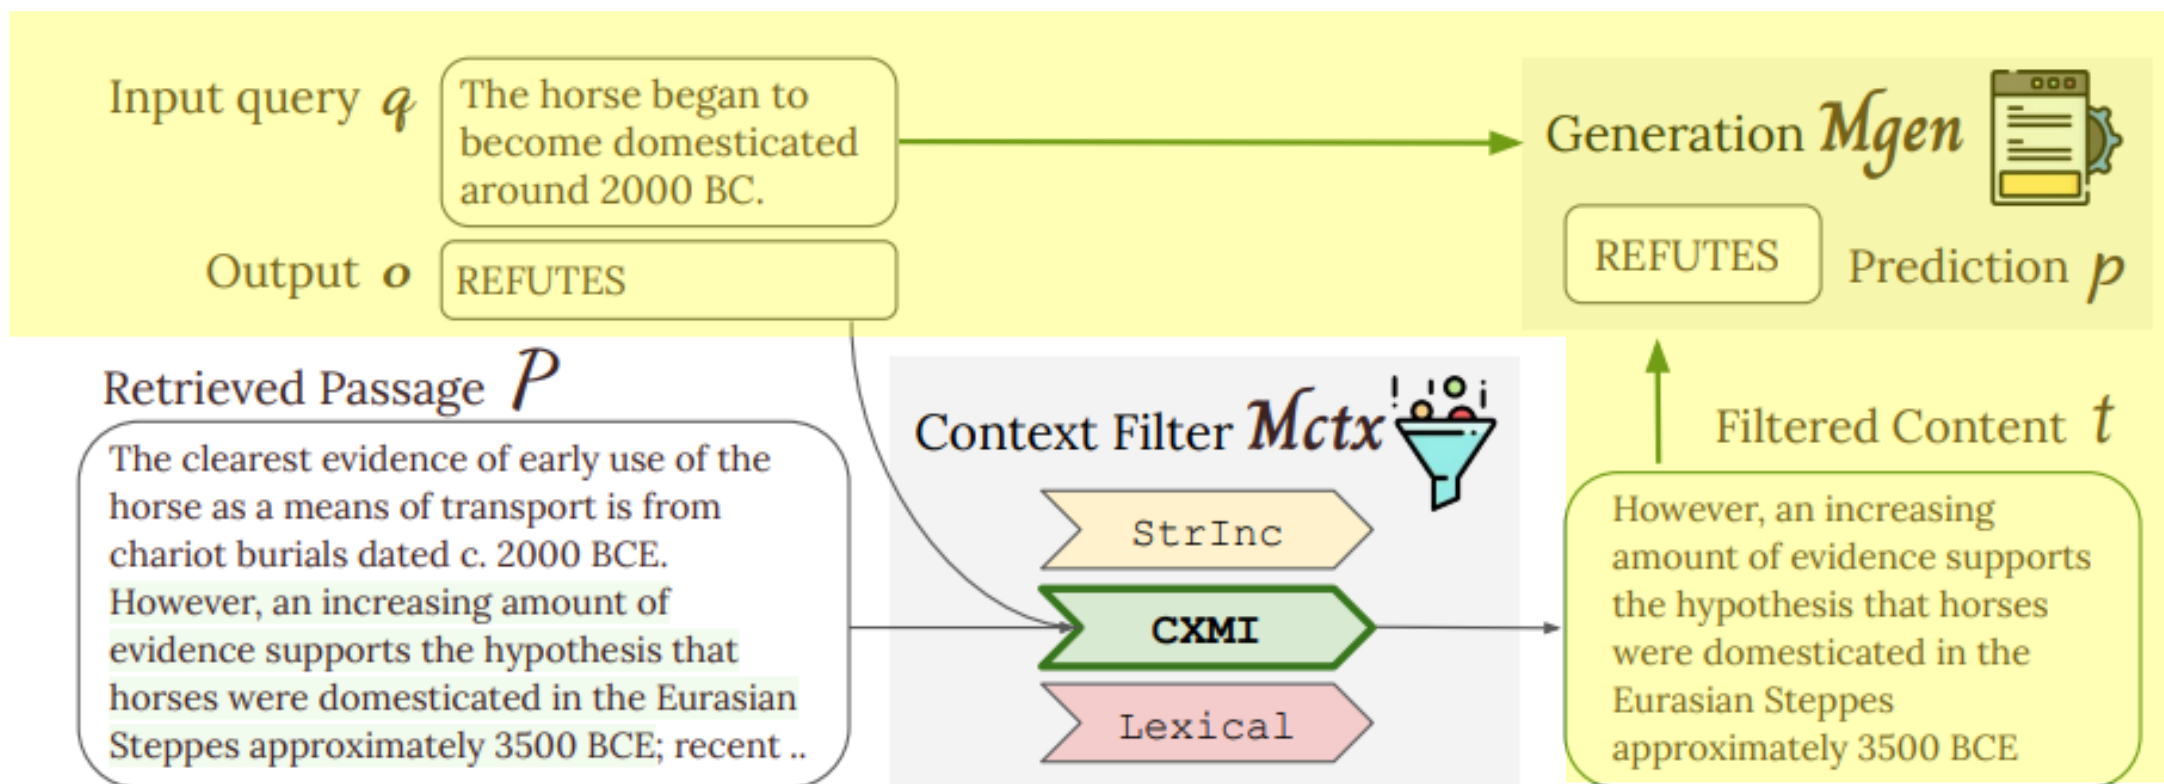 Input query q
The horse began to
become domesticated
around 2000 BC.
Output o
REFUTES
Generation Mgen
REFUTES
Prediction p
Retrieved Passage P
The clearest evidence of early use of the
horse as a means of transport is from
chariot burials dated c. 2000 BCE.
However, an increasing amount of
evidence supports the hypothesis that
horses were domesticated in the Eurasian
Steppes approximately 3500 BCE; recent ..
Context Filter Mctx
StrInc
CXMI
Lexical
Filtered Content t
However, an increasing
amount of evidence supports
the hypothesis that horses
were domesticated in the
Eurasian Steppes
approximately 3500 BCE